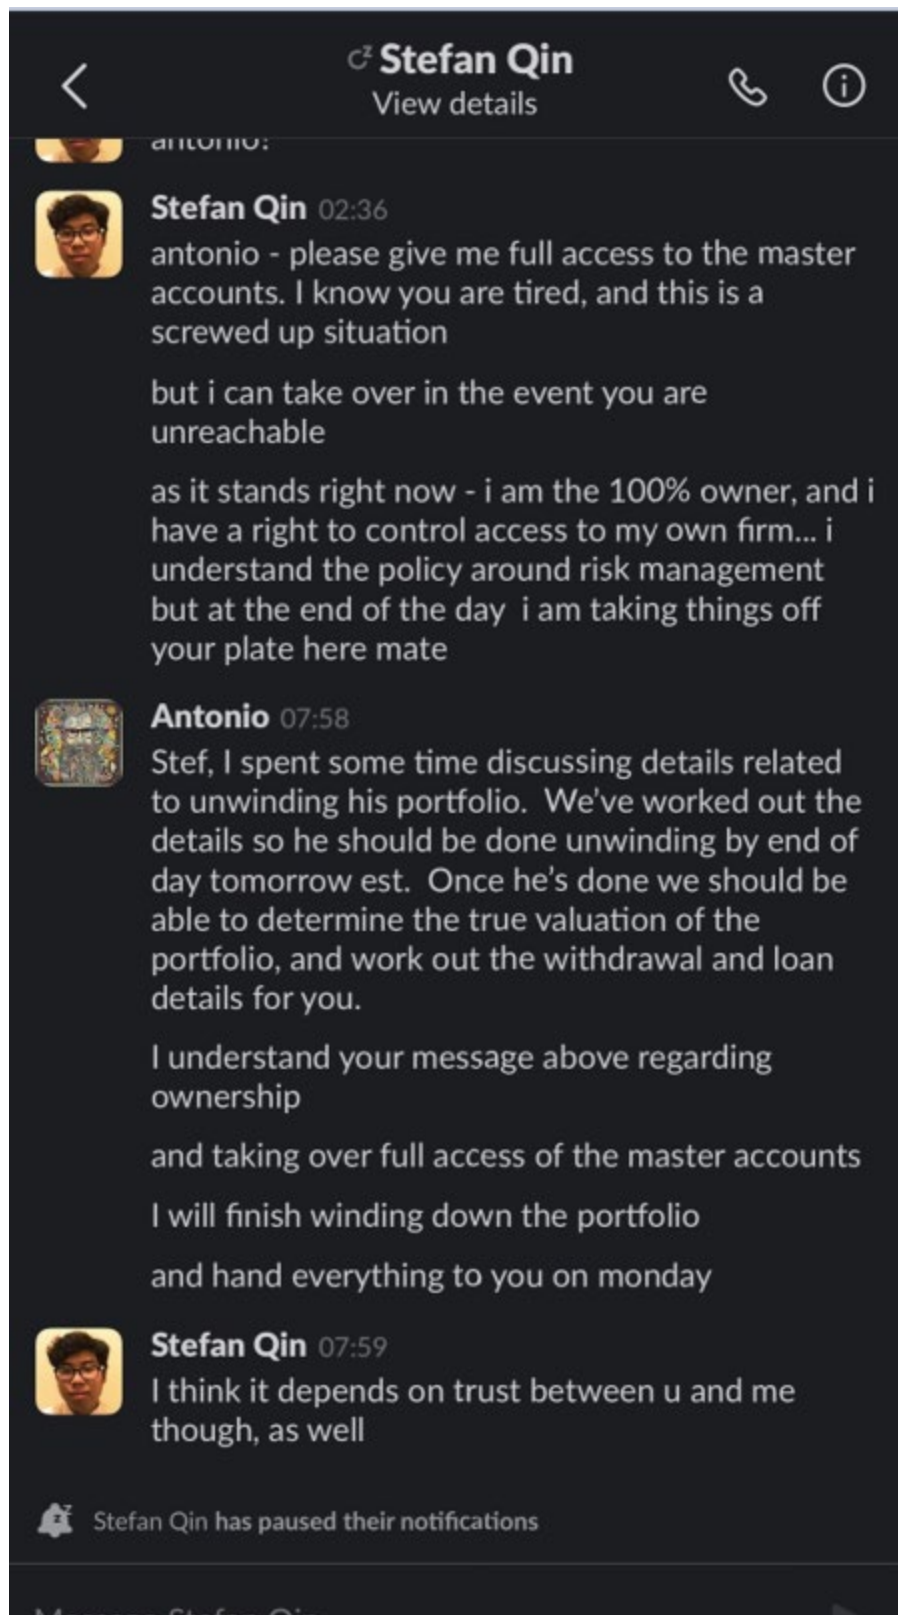 Stefan Qin
View details
antonio?
Stefan Qin 02:36
antonio - please give me full access to the master
accounts. I know you are tired, and this is a
screwed up situation
but i can take over in the event you are
unreachable
as it stands right now - i am the 100% owner, and i
have a right to control access to my own firm... i
understand the policy around risk management
but at the end of the day  i am taking things off
your plate here mate
Antonio 07:58
Stef, I spent some time discussing details related
to unwinding his portfolio.  We've worked out the
details so he should be done unwinding by end of
day tomorrow est.  Once he's done we should be
able to determine the true valuation of the
portfolio, and work out the withdrawal and loan
details for you.
I understand your message above regarding
ownership
and taking over full access of the master accounts
I will finish winding down the portfolio
and hand everything to you on monday
Stefan Qin 07:59
I think it depends on trust between u and me
though, as well
Stefan Qin has paused their notifications
Message Stefan Qin